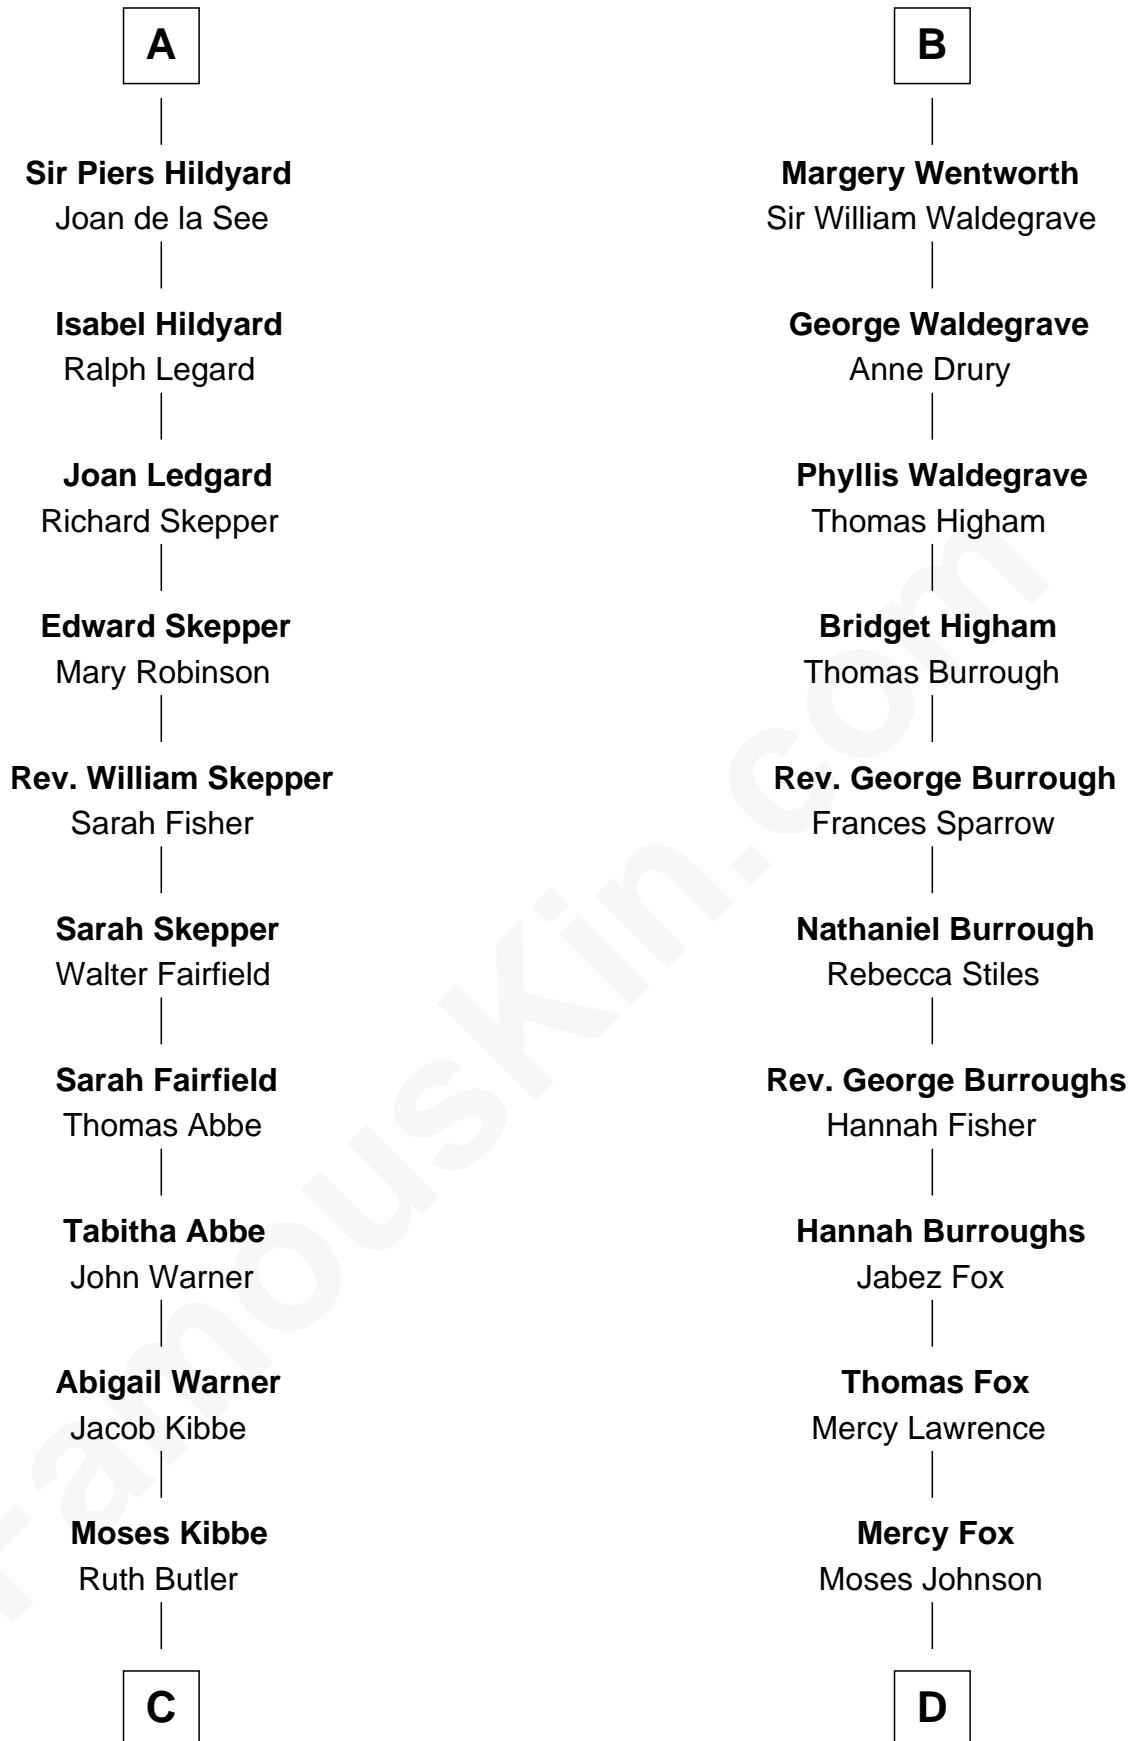 A
Sir Piers Hildyard
Joan de la See
Isabel Hildyard
Ralph Legard
Joan Ledgard
Richard Skepper
Edward Skepper
Mary Robinson
Rev. William Skepper
Sarah Fisher
Sarah Skepper
Walter Fairfield
Sarah Fairfield
Thomas Abbe
Tabitha Abbe
John Warner
Abigail Warner
Jacob Kibbe
Moses Kibbe
Ruth Butler
C
B
Margery Wentworth
Sir William Waldegrave
George Waldegrave
Anne Drury
Phyllis Waldegrave
Thomas Higham
Bridget Higham
Thomas Burrough
Rev. George Burrough
Frances Sparrow
Nathaniel Burrough
Rebecca Stiles
Rev. George Burroughs
Hannah Fisher
Hannah Burroughs
Jabez Fox
Thomas Fox
Mercy Lawrence
Mercy Fox
Moses Johnson
D
FamousKin.com